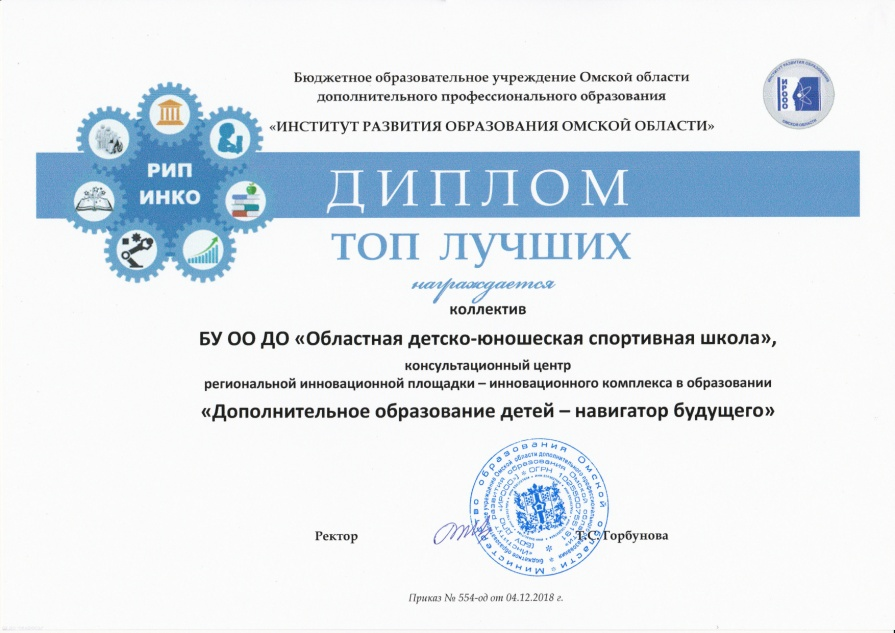 Бюджетное образовательное учреждение Омской области
дополнительного профессионального образования
«ИНСТИТУТ РАЗВИТИЯ ОБРАЗОВАНИЯ ОМСКОЙ ОБЛАСТИ»
ИРООО
РИП
ИНКО
ДИПЛОМ
ТОП ЛУЧШИХ
награждается
коллектив
БУ ОО ДО «Областная детско-юношеская спортивная школа»,
консультационный центр
региональной инновационной площадки – инновационного комплекса в образовании
«Дополнительное образование детей – навигатор будущего»
Ректор
Т.С. Горбунова
Приказ № 554-од от 04.12.2018 г.